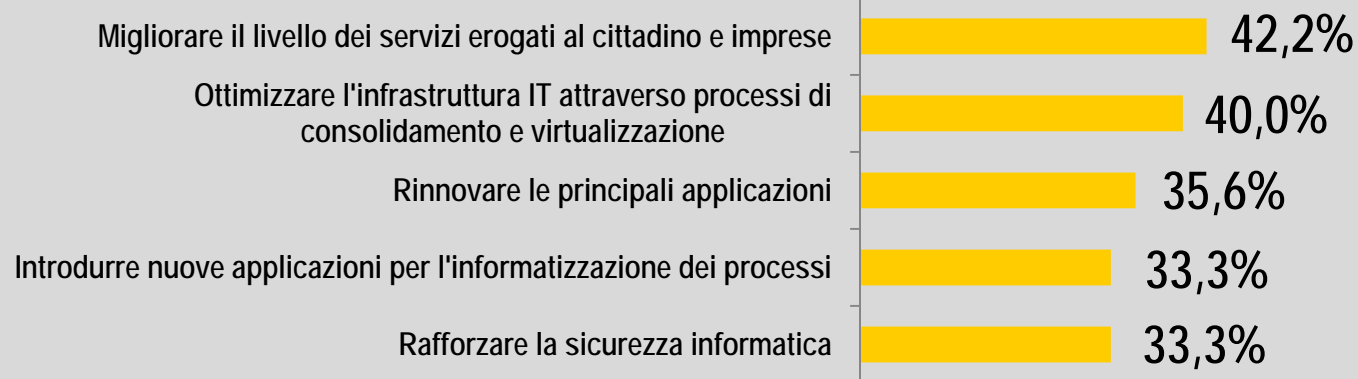 Migliorare il livello dei servizi erogati al cittadino e imprese 42,2%
Ottimizzare l'infrastruttura IT attraverso processi di
consolidamento e virtualizzazione 40,0%
Rinnovare le principali applicazioni 35,6%
Introdurre nuove applicazioni per l'informatizzazione dei processi 33,3%
Rafforzare la sicurezza informatica 33,3%